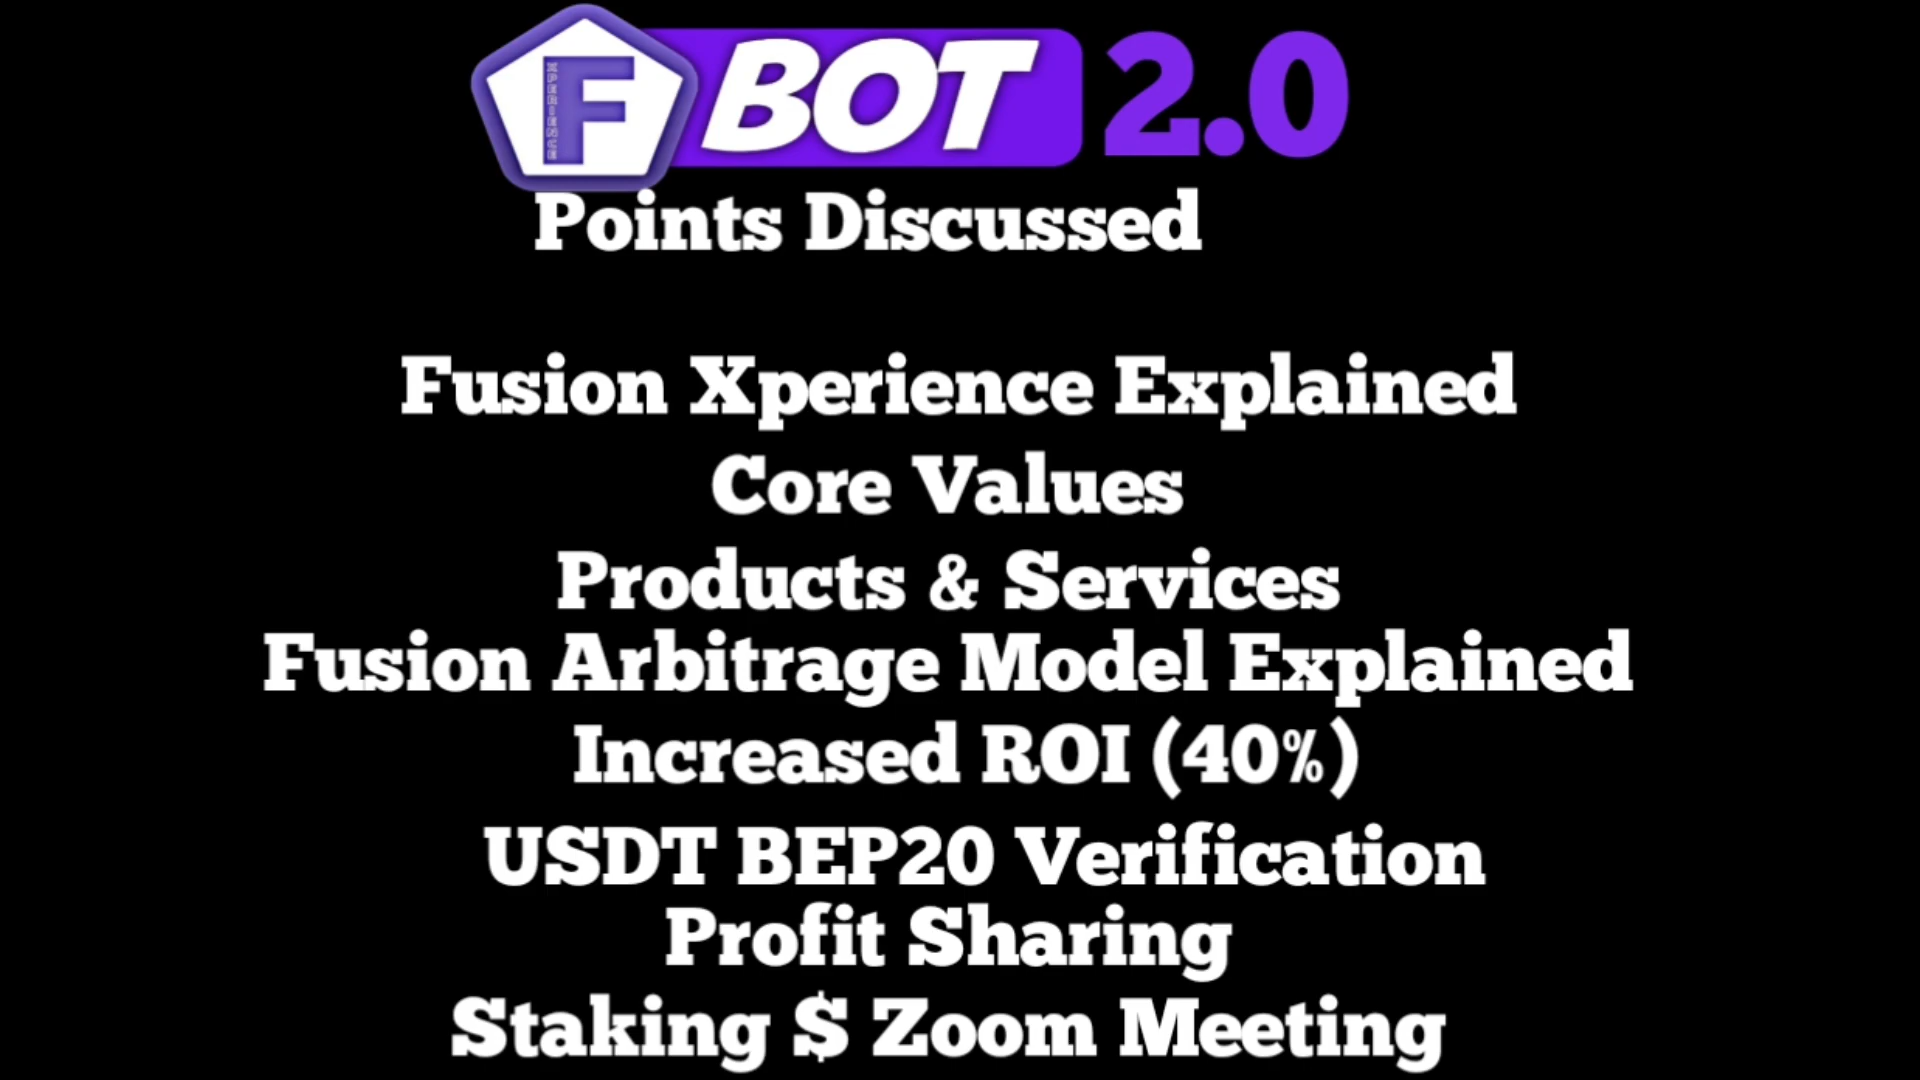 F BOT 2.0
XPERIENCE
Points Discussed
Fusion Xperience Explained
Core Values
Products & Services
Fusion Arbitrage Model Explained
Increased ROI (40%)
USDT BEP20 Verification
Profit Sharing
Staking $ Zoom Meeting